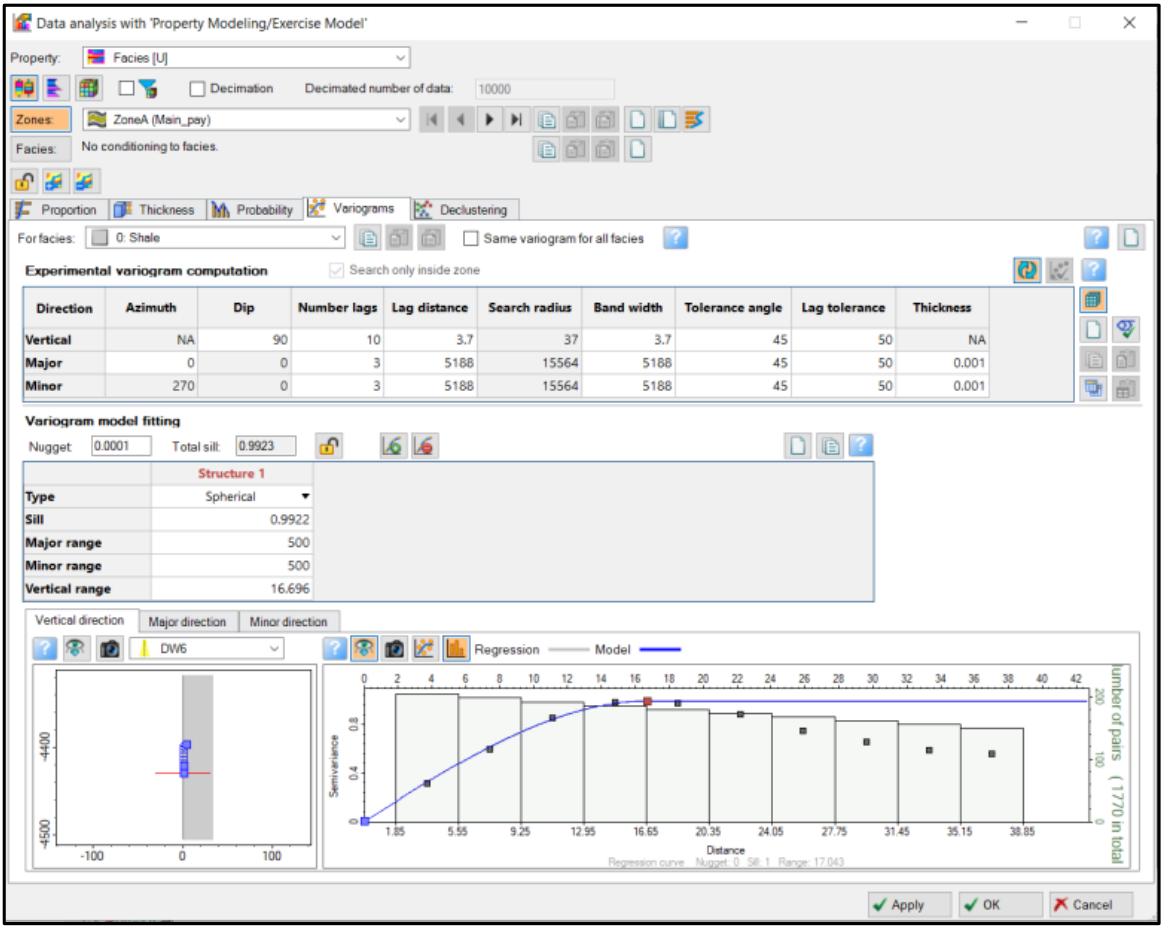 Data analysis with 'Property Modeling/Exercise Model'
Property: Facies [U]
Decimation Decimated number of data: 10000
Zones: ZoneA (Main_pay)
Facies: No conditioning to facies.
Proportion Thickness Probability Variograms Declustering
For facies: 0: Shale Same variogram for all facies
Experimental variogram computation Search only inside zone
Direction Azimuth Dip Number lags Lag distance Search radius Band width Tolerance angle Lag tolerance Thickness
Vertical NA 90 10 3.7 37 3.7 45 50 NA
Major 0 0 3 5188 15564 5188 45 50 0.001
Minor 270 0 3 5188 15564 5188 45 50 0.001
Variogram model fitting
Nugget 0.0001 Total sill: 0.9923
Structure 1
Type Spherical
Sill 0.9922
Major range 500
Minor range 500
Vertical range 16.696
Vertical direction Major direction Minor direction
DW6 Regression Model
0 2 4 6 8 10 12 14 16 18 20 22 24 26 28 30 32 34 36 38 40 42
-4400
-4500
-100 0 100
Semivariance
0 0.4 0.8
1.85 5.55 9.25 12.95 16.65 20.35 24.05 27.75 31.45 35.15 38.85
Distance
Regression curve Nugget: 0 Sill: 1 Range: 17.043
0 100 200
of pairs (1770 in total
Apply OK Cancel